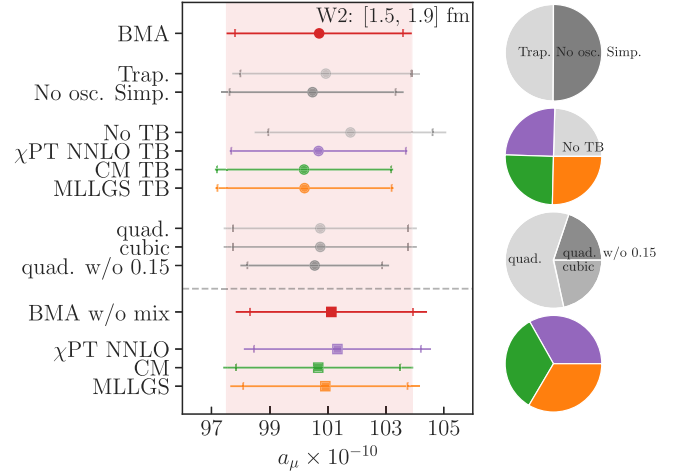 W2: [1.5, 1.9] fm
BMA
Trap.
No osc. Simp.
No TB
χPT NNLO TB
CM TB
MLLGS TB
quad.
cubic
quad. w/o 0.15
BMA w/o mix
χPT NNLO
CM
MLLGS
97 99 101 103 105
a_μ × 10⁻¹⁰
Trap. No osc. Simp.
No TB
quad. quad. w/o 0.15
cubic